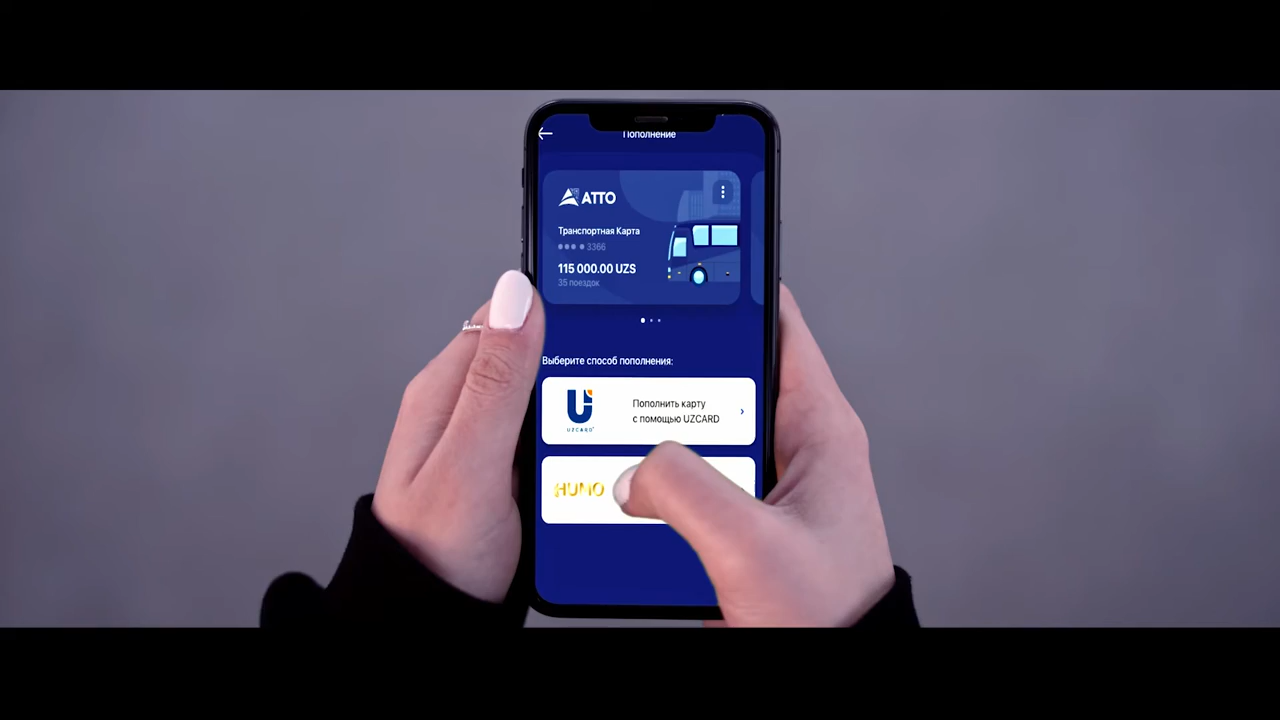 Пополнение
ATTO
Транспортная Карта
3366
115 000.00 UZS
35 поездок
Выберите способ пополнения:
Пополнить карту
с помощью UZCARD
UZCARD
HUMO